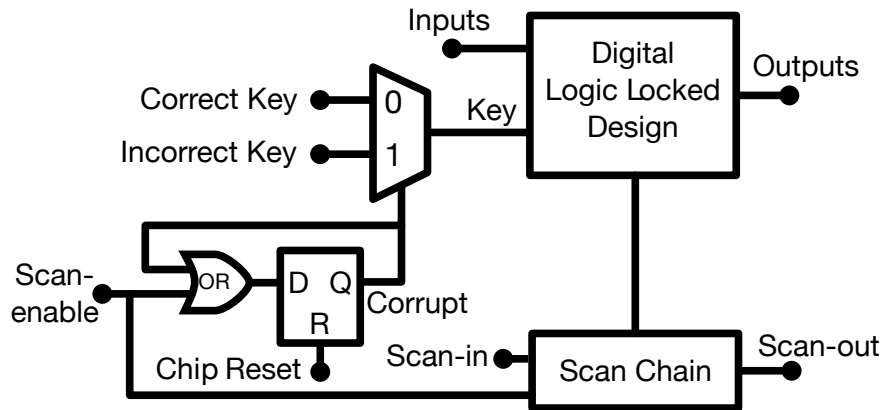 Inputs
Digital
Logic Locked
Design
Outputs
Correct Key
0
Key
Incorrect Key
1
Scan-
enable
OR
D Q
R
Corrupt
Chip Reset
Scan-in
Scan Chain
Scan-out